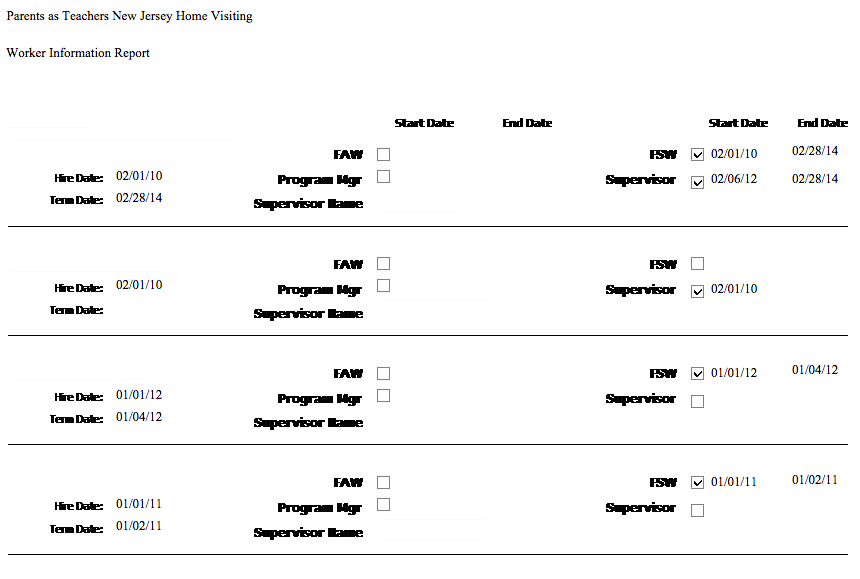 Parents as Teachers New Jersey Home Visiting
Worker Information Report
Start Date End Date Start Date End Date
FAW FSW 02/01/10 02/28/14
Hire Date: 02/01/10 Program Mgr Supervisor 02/06/12 02/28/14
Term Date: 02/28/14 Supervisor Name
FAW FSW
Hire Date: 02/01/10 Program Mgr Supervisor 02/01/10
Term Date: Supervisor Name
FAW FSW 01/01/12 01/04/12
Hire Date: 01/01/12 Program Mgr Supervisor
Term Date: 01/04/12 Supervisor Name
FAW FSW 01/01/11 01/02/11
Hire Date: 01/01/11 Program Mgr Supervisor
Term Date: 01/02/11 Supervisor Name